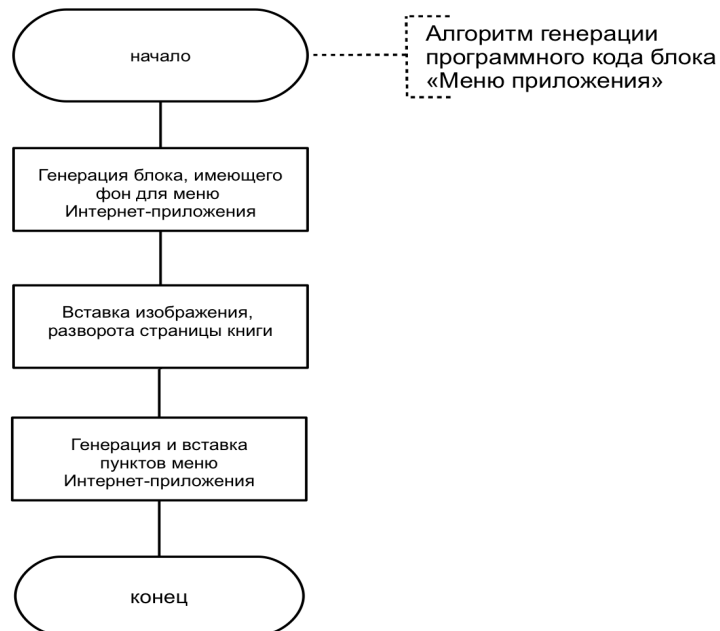 начало
Алгоритм генерации
программного кода блока
«Меню приложения»
Генерация блока, имеющего
фон для меню
Интернет-приложения
Вставка изображения,
разворота страницы книги
Генерация и вставка
пунктов меню
Интернет-приложения
конец